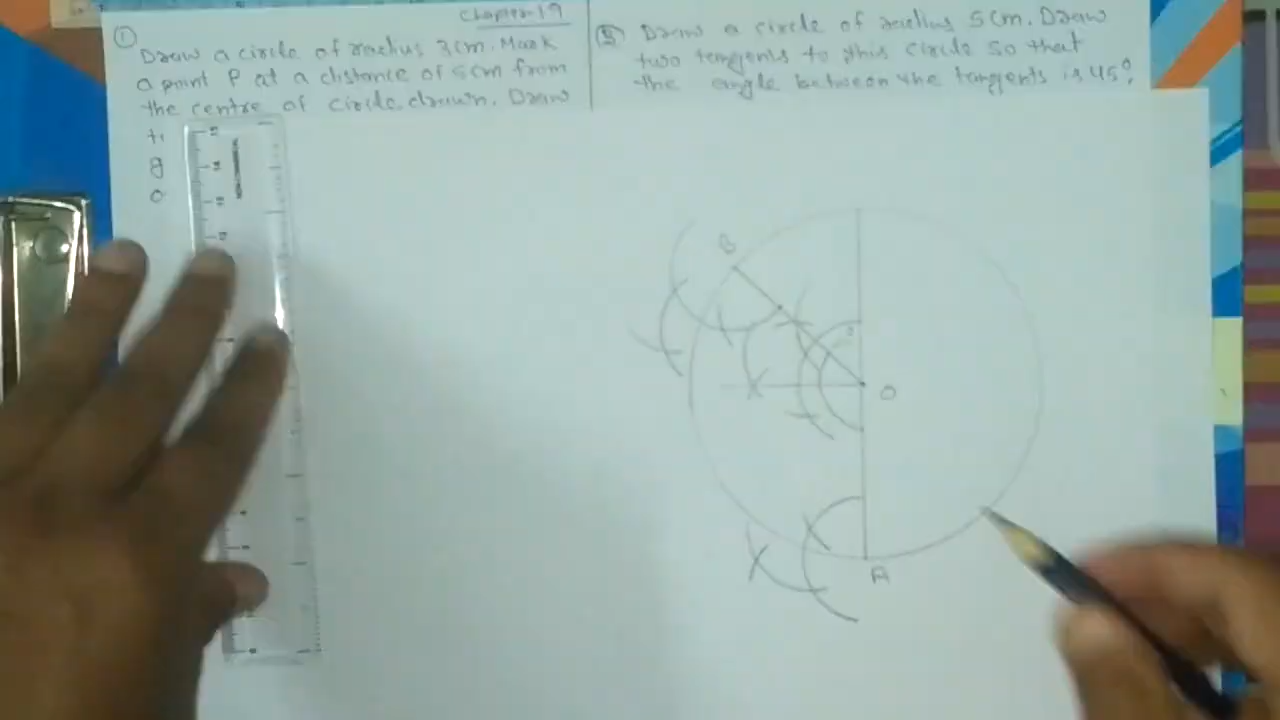 Chapter-19
①
Draw a circle of radius 3cm. Mark
a point P at a distance of 5cm from
the centre of circle drawn. Draw
⑤ Draw a circle of radius 5cm. Draw
two tangents to this circle so that
the angle between the tangents is 45°.
B
O
A